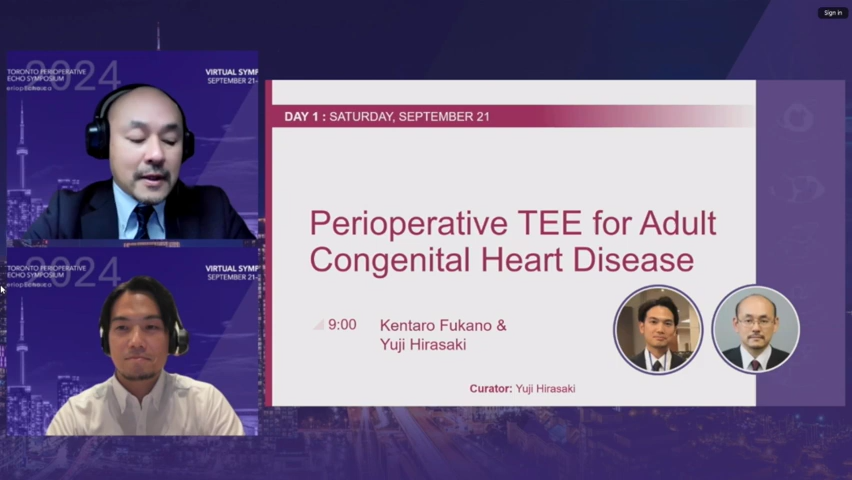 Sign in
2024
TORONTO PERIOPERATIVE
ECHO SYMPOSIUM
VIRTUAL SYMP
SEPTEMBER 21-
DAY 1 : SATURDAY, SEPTEMBER 21
Perioperative TEE for Adult
Congenital Heart Disease
9:00
Kentaro Fukano &
Yuji Hirasaki
Curator: Yuji Hirasaki
2024
TORONTO PERIOPERATIVE
ECHO SYMPOSIUM
VIRTUAL SYMP
SEPTEMBER 21-